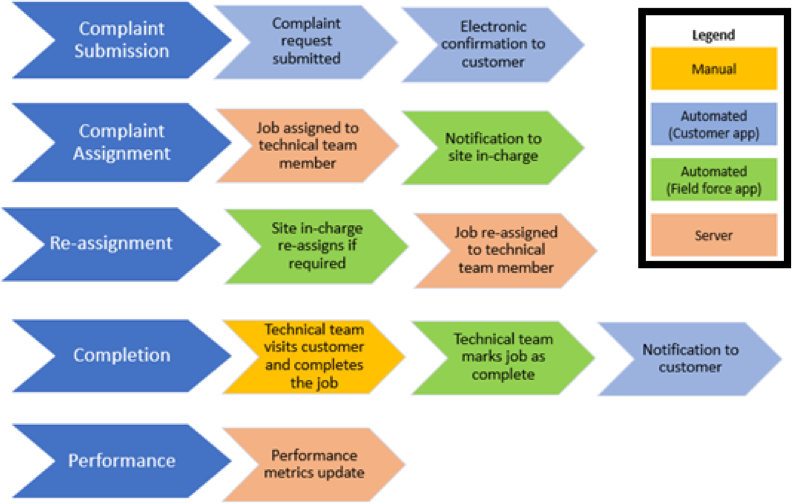 Complaint
Submission
Complaint
request
submitted
Electronic
confirmation to
customer
Legend
Manual
Automated
(Customer app)
Automated
(Field force app)
Server
Complaint
Assignment
Job assigned to
technical team
member
Notification to
site in-charge
Re-assignment
Site in-charge
re-assigns if
required
Job re-assigned
to technical
team member
Completion
Technical team
visits customer
and completes
the job
Technical team
marks job as
complete
Notification to
customer
Performance
Performance
metrics update